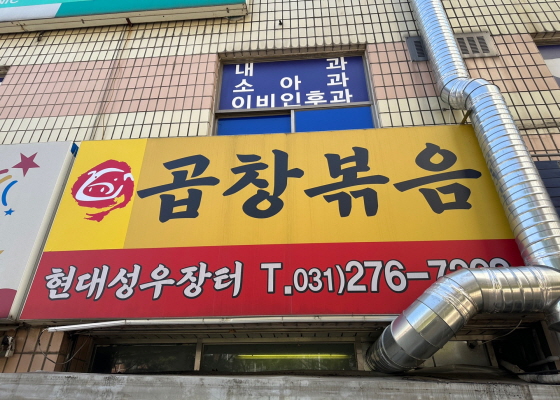 내 과
소 아 과
이비인후과
곱창볶음
현대성우장터 T.031)